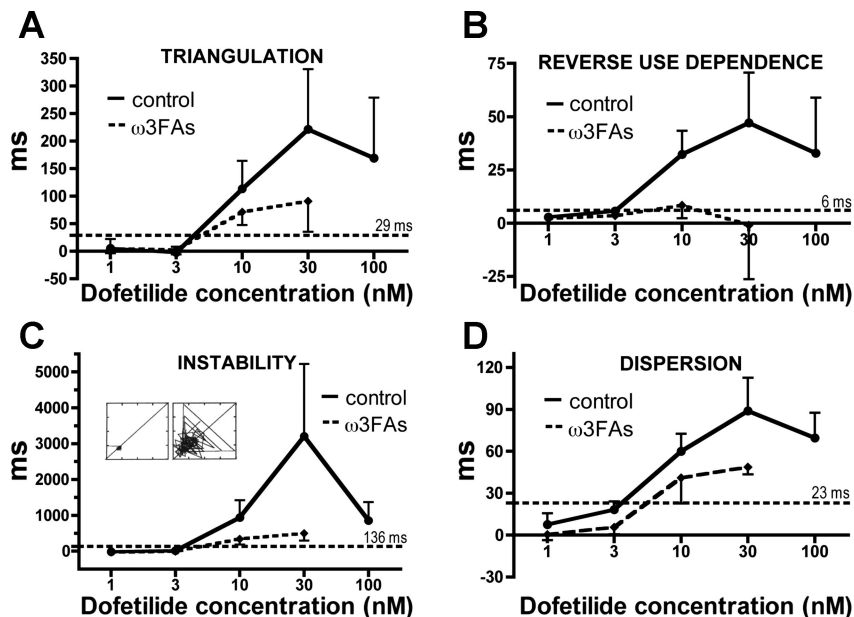 A
TRIANGULATION
350
300
250
200
150
100
50
0
-50
ms
control
ω3FAs
29 ms
1 3 10 30 100
Dofetilide concentration (nM)
B
REVERSE USE DEPENDENCE
75
50
25
0
-25
ms
control
ω3FAs
6 ms
1 3 10 30 100
Dofetilide concentration (nM)
C
INSTABILITY
5000
4000
3000
2000
1000
0
ms
control
ω3FAs
136 ms
1 3 10 30 100
Dofetilide concentration (nM)
D
DISPERSION
120
90
60
30
0
-30
ms
control
ω3FAs
23 ms
1 3 10 30 100
Dofetilide concentration (nM)